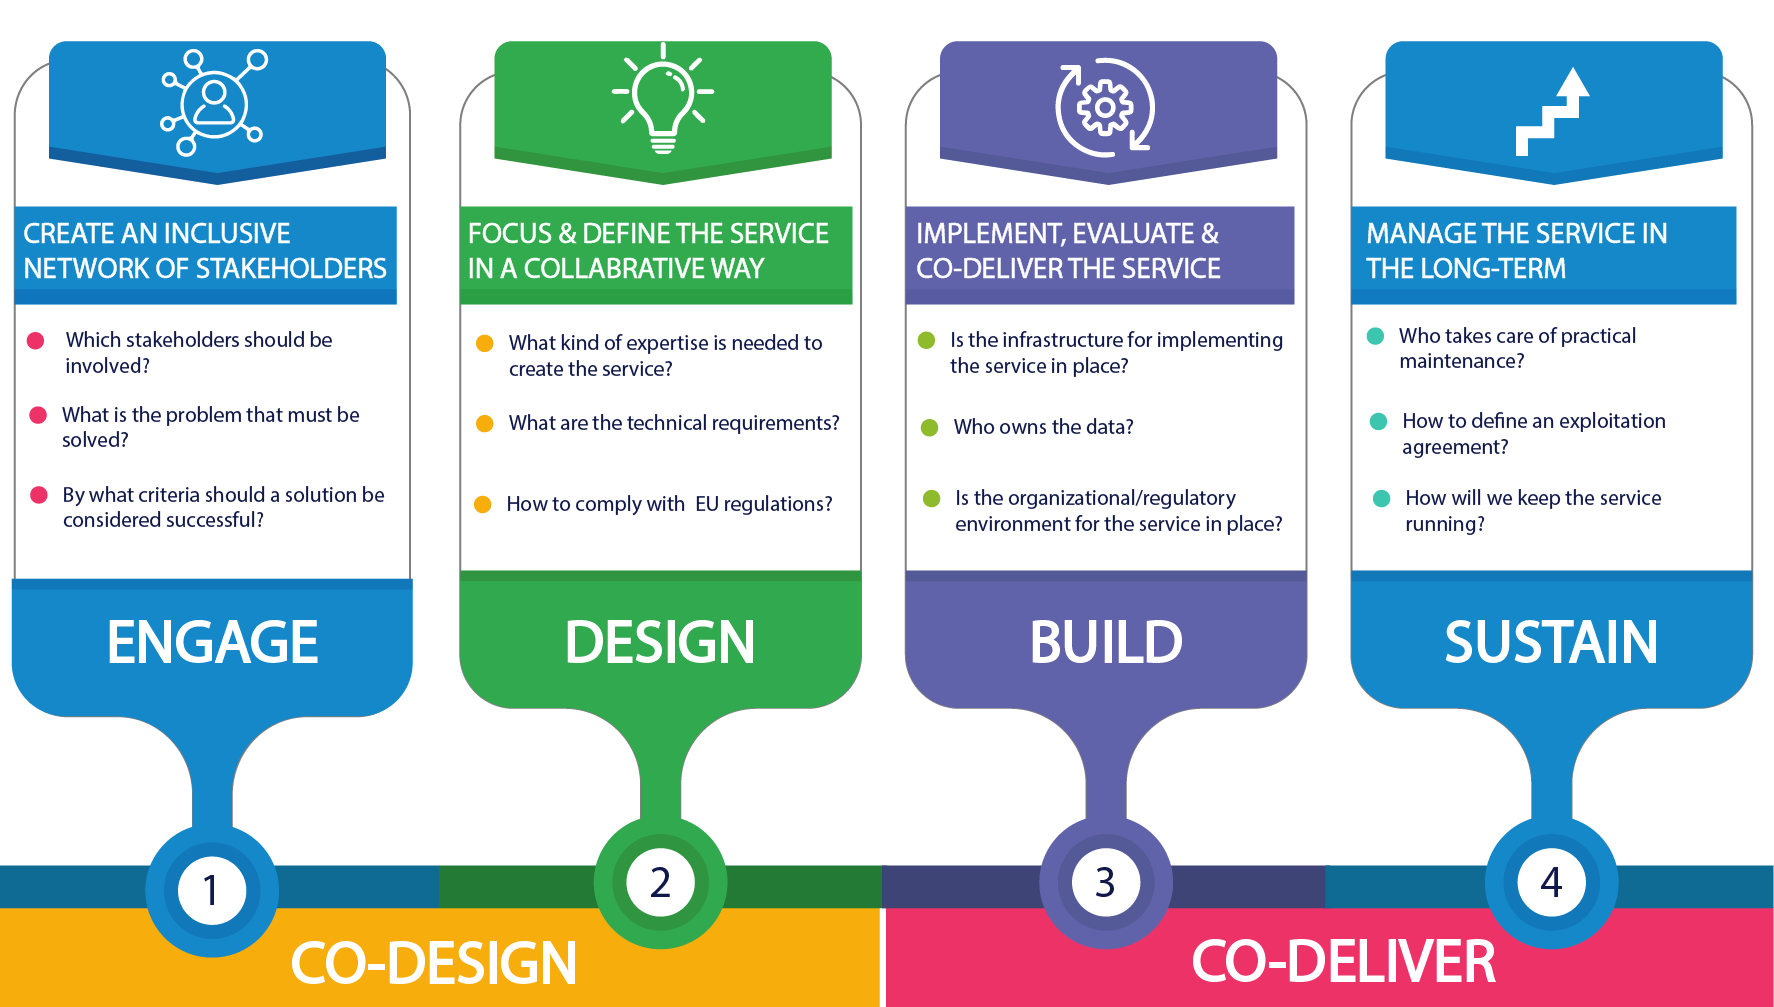 CREATE AN INCLUSIVE
NETWORK OF STAKEHOLDERS
Which stakeholders should be
involved?
What is the problem that must be
solved?
By what criteria should a solution be
considered successful?
ENGAGE
1
FOCUS & DEFINE THE SERVICE
IN A COLLABRATIVE WAY
What kind of expertise is needed to
create the service?
What are the technical requirements?
How to comply with EU regulations?
DESIGN
2
IMPLEMENT, EVALUATE &
CO-DELIVER THE SERVICE
Is the infrastructure for implementing
the service in place?
Who owns the data?
Is the organizational/regulatory
environment for the service in place?
BUILD
3
MANAGE THE SERVICE IN
THE LONG-TERM
Who takes care of practical
maintenance?
How to define an exploitation
agreement?
How will we keep the service
running?
SUSTAIN
4
CO-DESIGN
CO-DELIVER